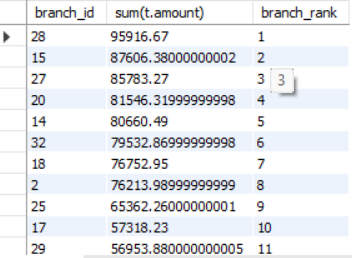 branch_id sum(t.amount) branch_rank
28 95916.67 1
15 87606.38000000002 2
27 85783.27 3 3
20 81546.31999999998 4
14 80660.49 5
32 79532.86999999998 6
18 76752.95 7
2 76213.98999999999 8
25 65362.26000000001 9
17 57318.23 10
29 56953.880000000005 11